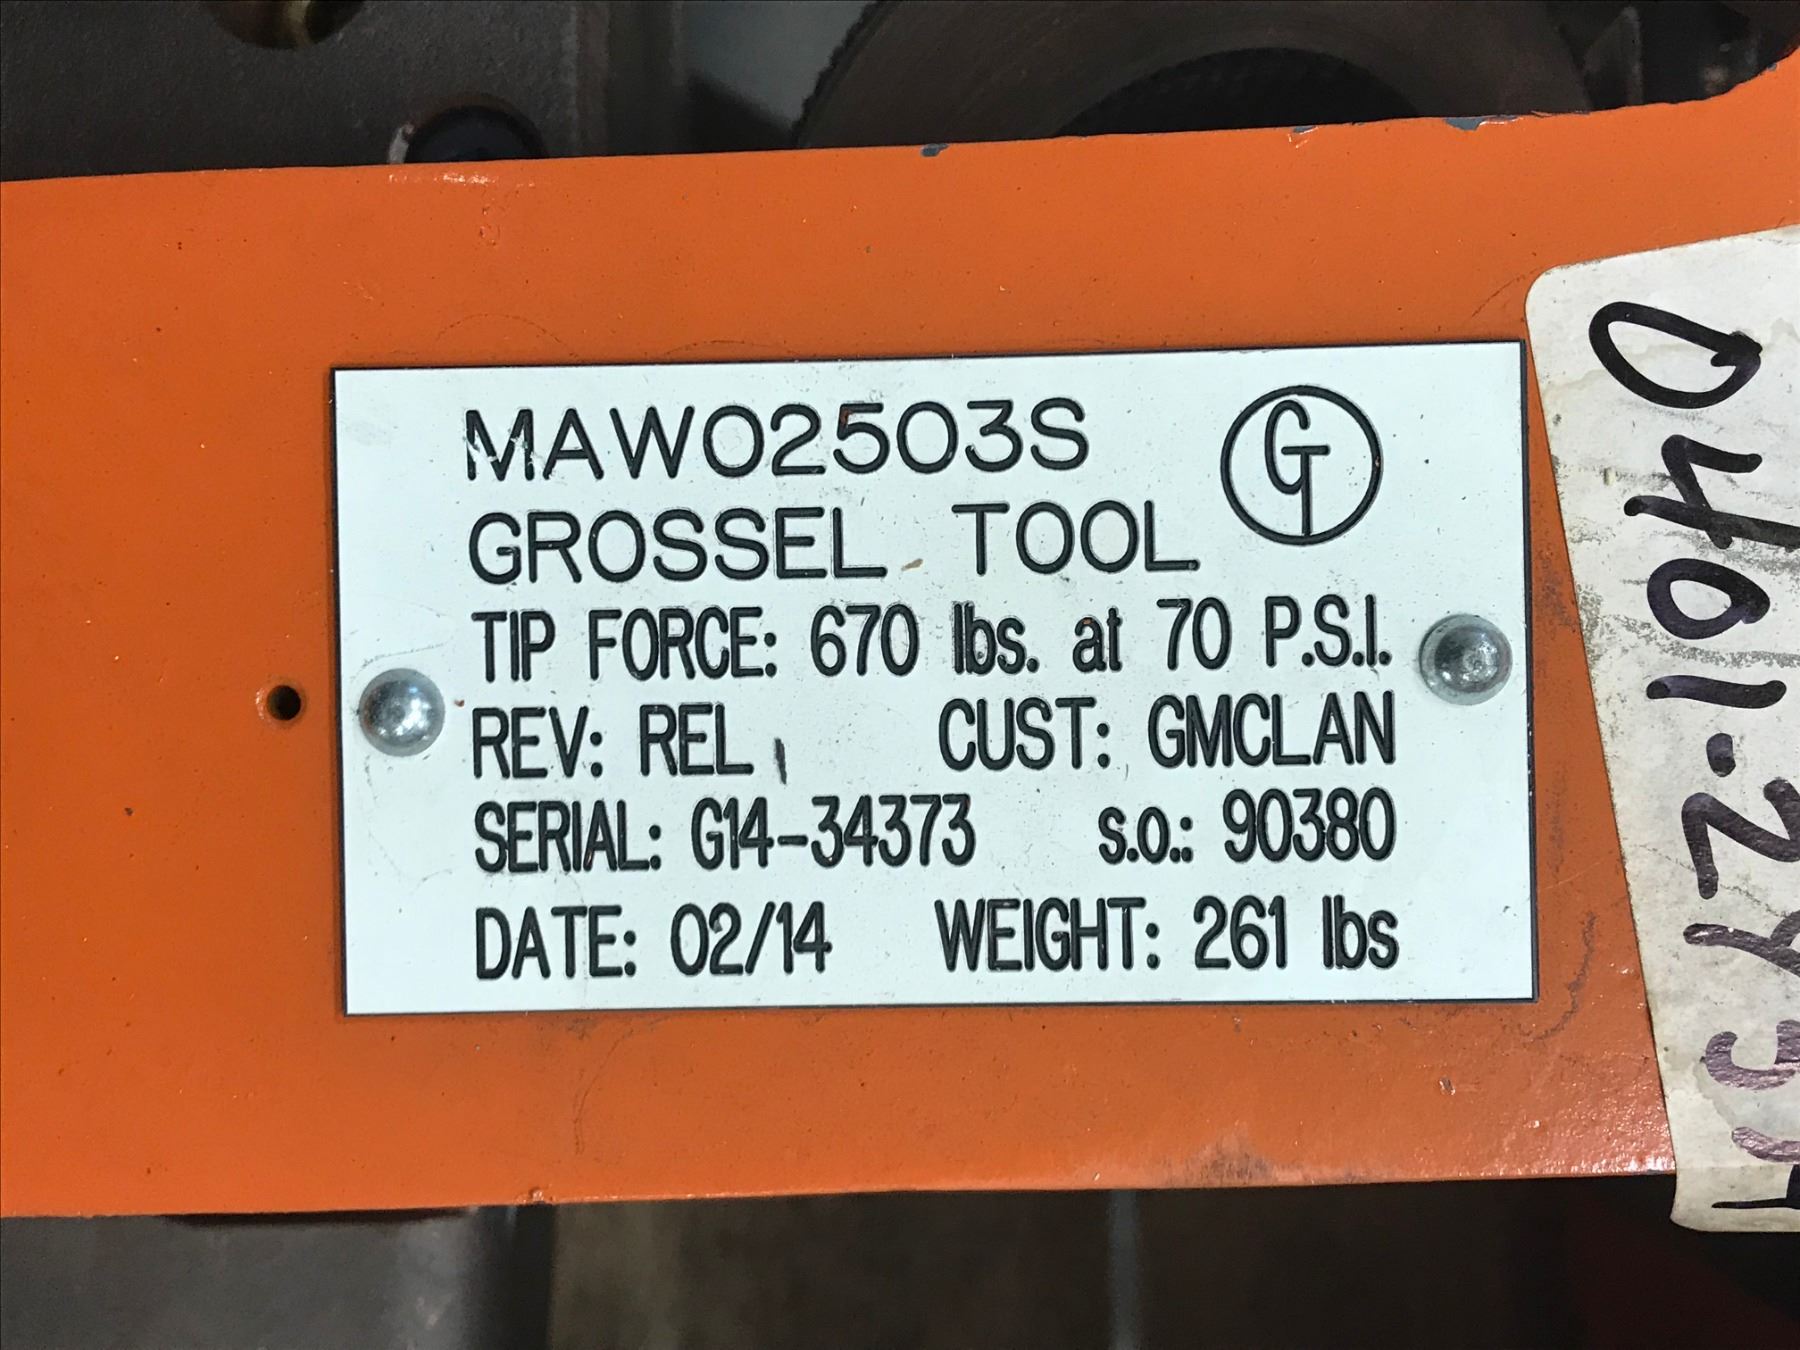 MAW02503S
GROSSEL TOOL
TIP FORCE: 670 lbs. at 70 P.S.I.
REV: REL CUST: GMCLAN
SERIAL: G14-34373 s.o.: 90380
DATE: 02/14 WEIGHT: 261 lbs